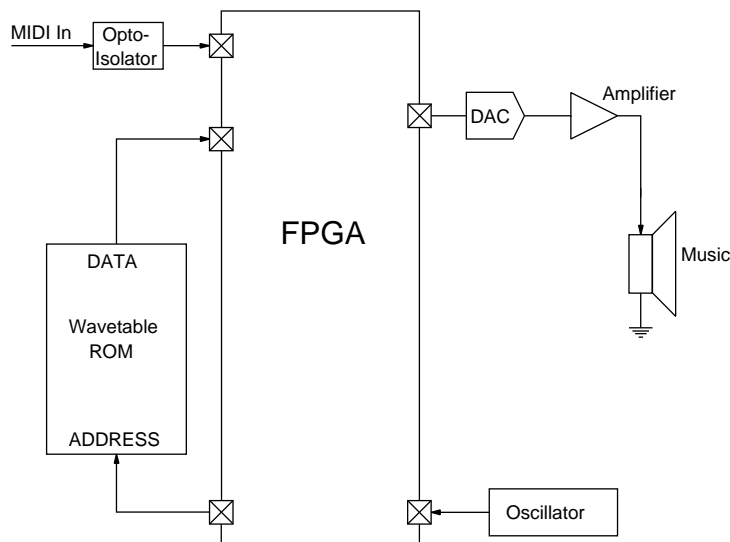 MIDI In
Opto-
Isolator
DAC
Amplifier
FPGA
Music
DATA
Wavetable
ROM
ADDRESS
Oscillator